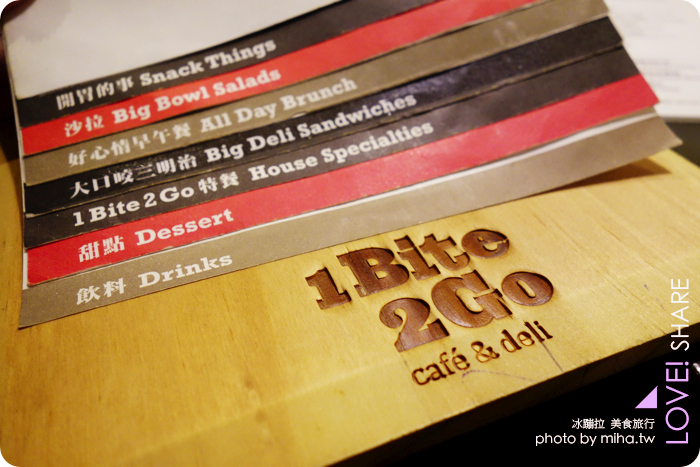 開胃的事 Snack Things
沙拉 Big Bowl Salads
好心情早午餐 All Day Brunch
大口咬三明治 Big Deli Sandwiches
1 Bite 2 Go 特餐 House Specialties
甜點 Dessert
飲料 Drinks
1 Bite
2Go
café & deli
LOVE! SHARE
冰蹦拉 美食旅行
photo by miha.tw